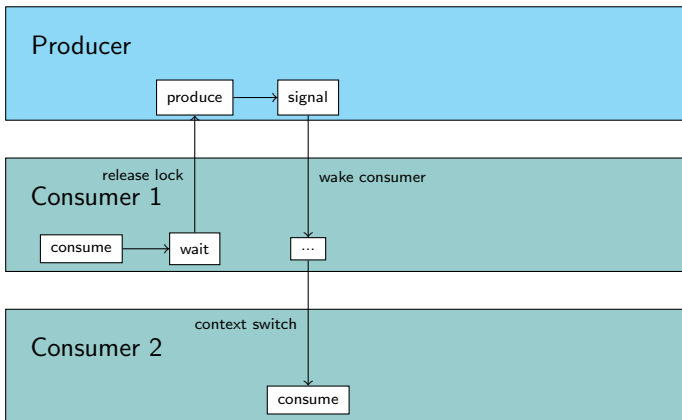 Producer
produce
signal
release lock
wake consumer
Consumer 1
consume
wait
...
context switch
Consumer 2
consume